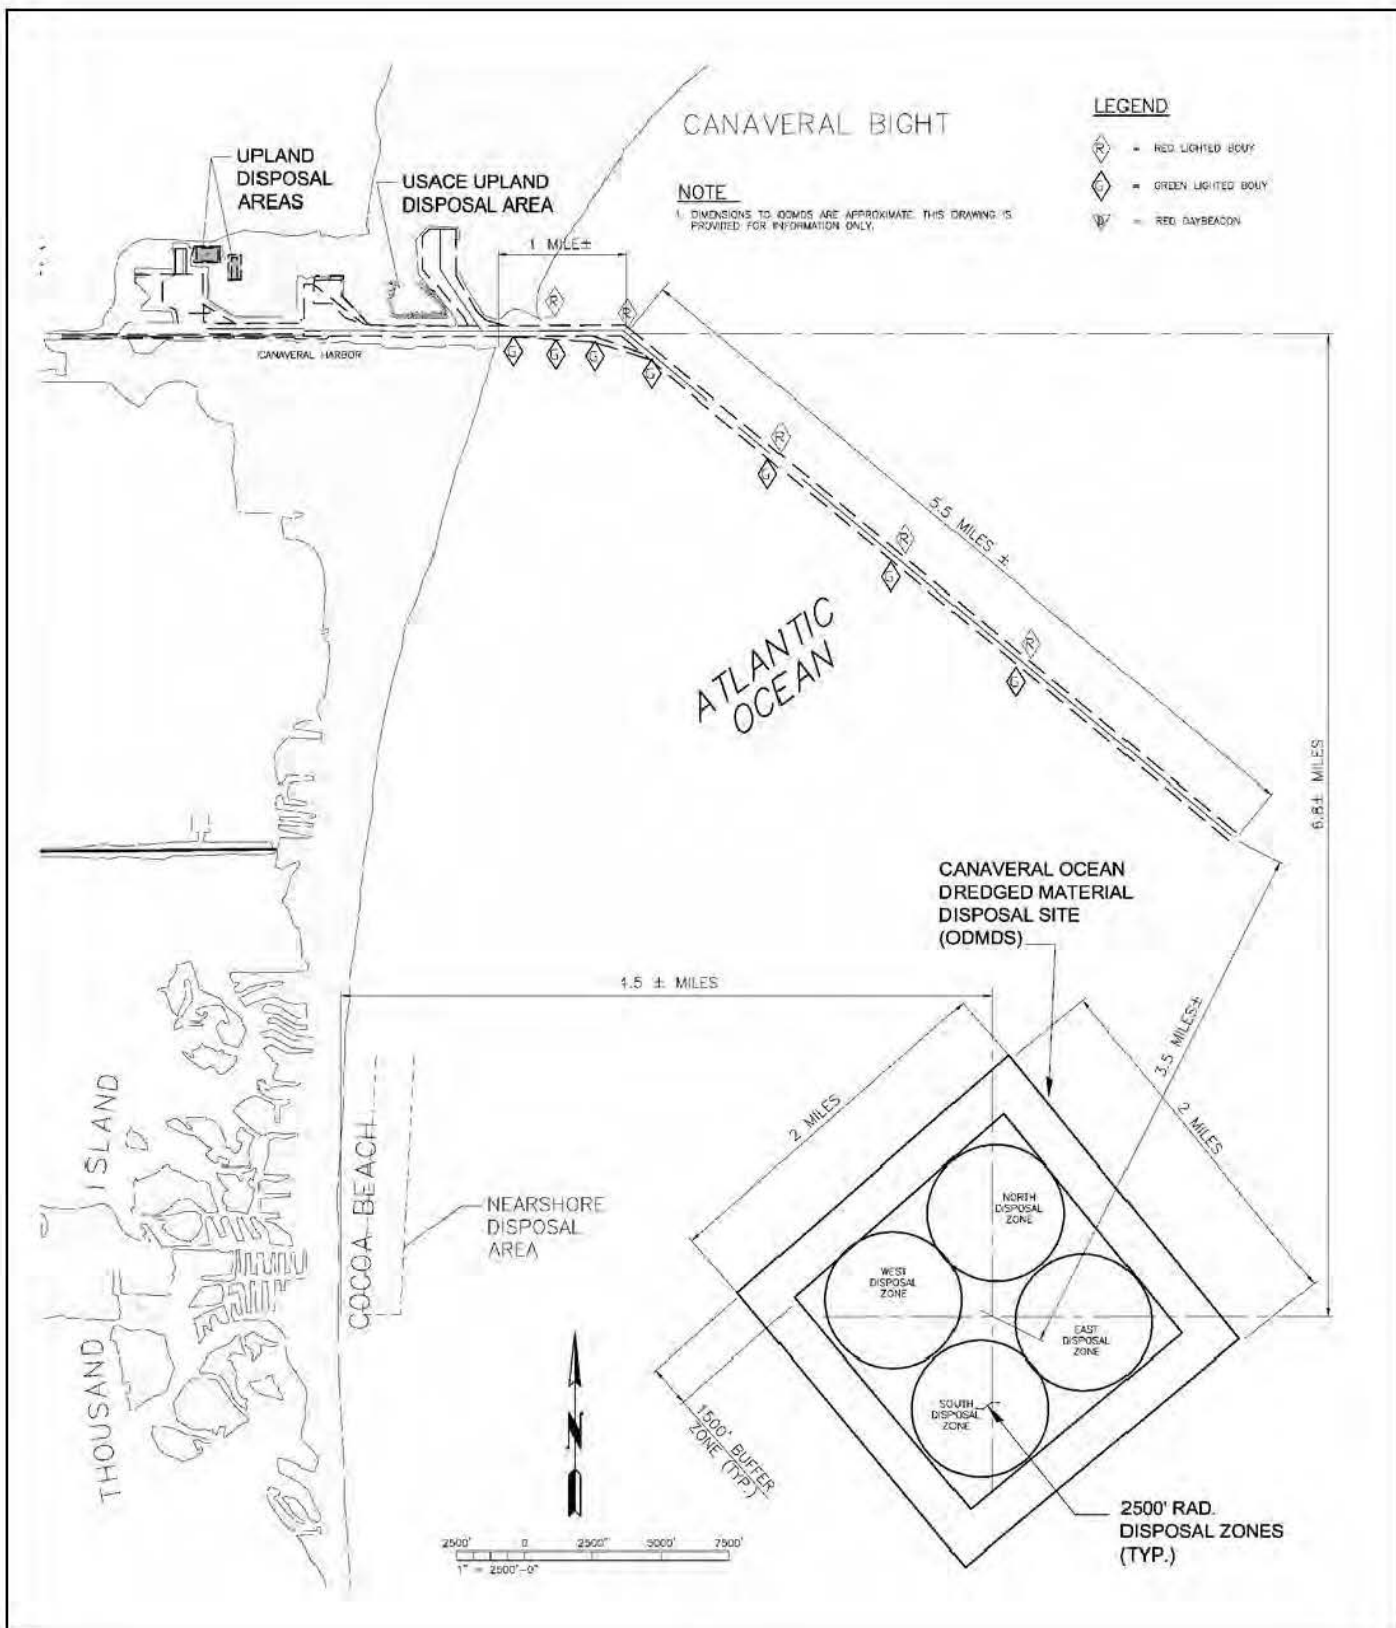 CANAVERAL BIGHT
LEGEND
R = RED LIGHTED BOUY
G = GREEN LIGHTED BOUY
= RED DAYBEACON
UPLAND
DISPOSAL
AREAS
USACE UPLAND
DISPOSAL AREA
NOTE
1. DIMENSIONS TO ODMDS ARE APPROXIMATE. THIS DRAWING IS
PROVIDED FOR INFORMATION ONLY.
1 MILE±
R
R
CANAVERAL HARBOR
G
G
G
G
R
G
5.5 MILES ±
R
G
ATLANTIC
OCEAN
R
G
6.8± MILES
CANAVERAL OCEAN
DREDGED MATERIAL
DISPOSAL SITE
(ODMDS)
4.5 ± MILES
3.5 MILES±
2 MILES
2 MILES
THOUSAND ISLAND
COCOA BEACH
NEARSHORE
DISPOSAL
AREA
NORTH
DISPOSAL
ZONE
WEST
DISPOSAL
ZONE
EAST
DISPOSAL
ZONE
SOUTH
DISPOSAL
ZONE
1500' BUFFER
ZONE (TYP.)
N
2500' RAD.
DISPOSAL ZONES
(TYP.)
2500' 0 2500' 5000' 7500'
1" = 2500'-0"